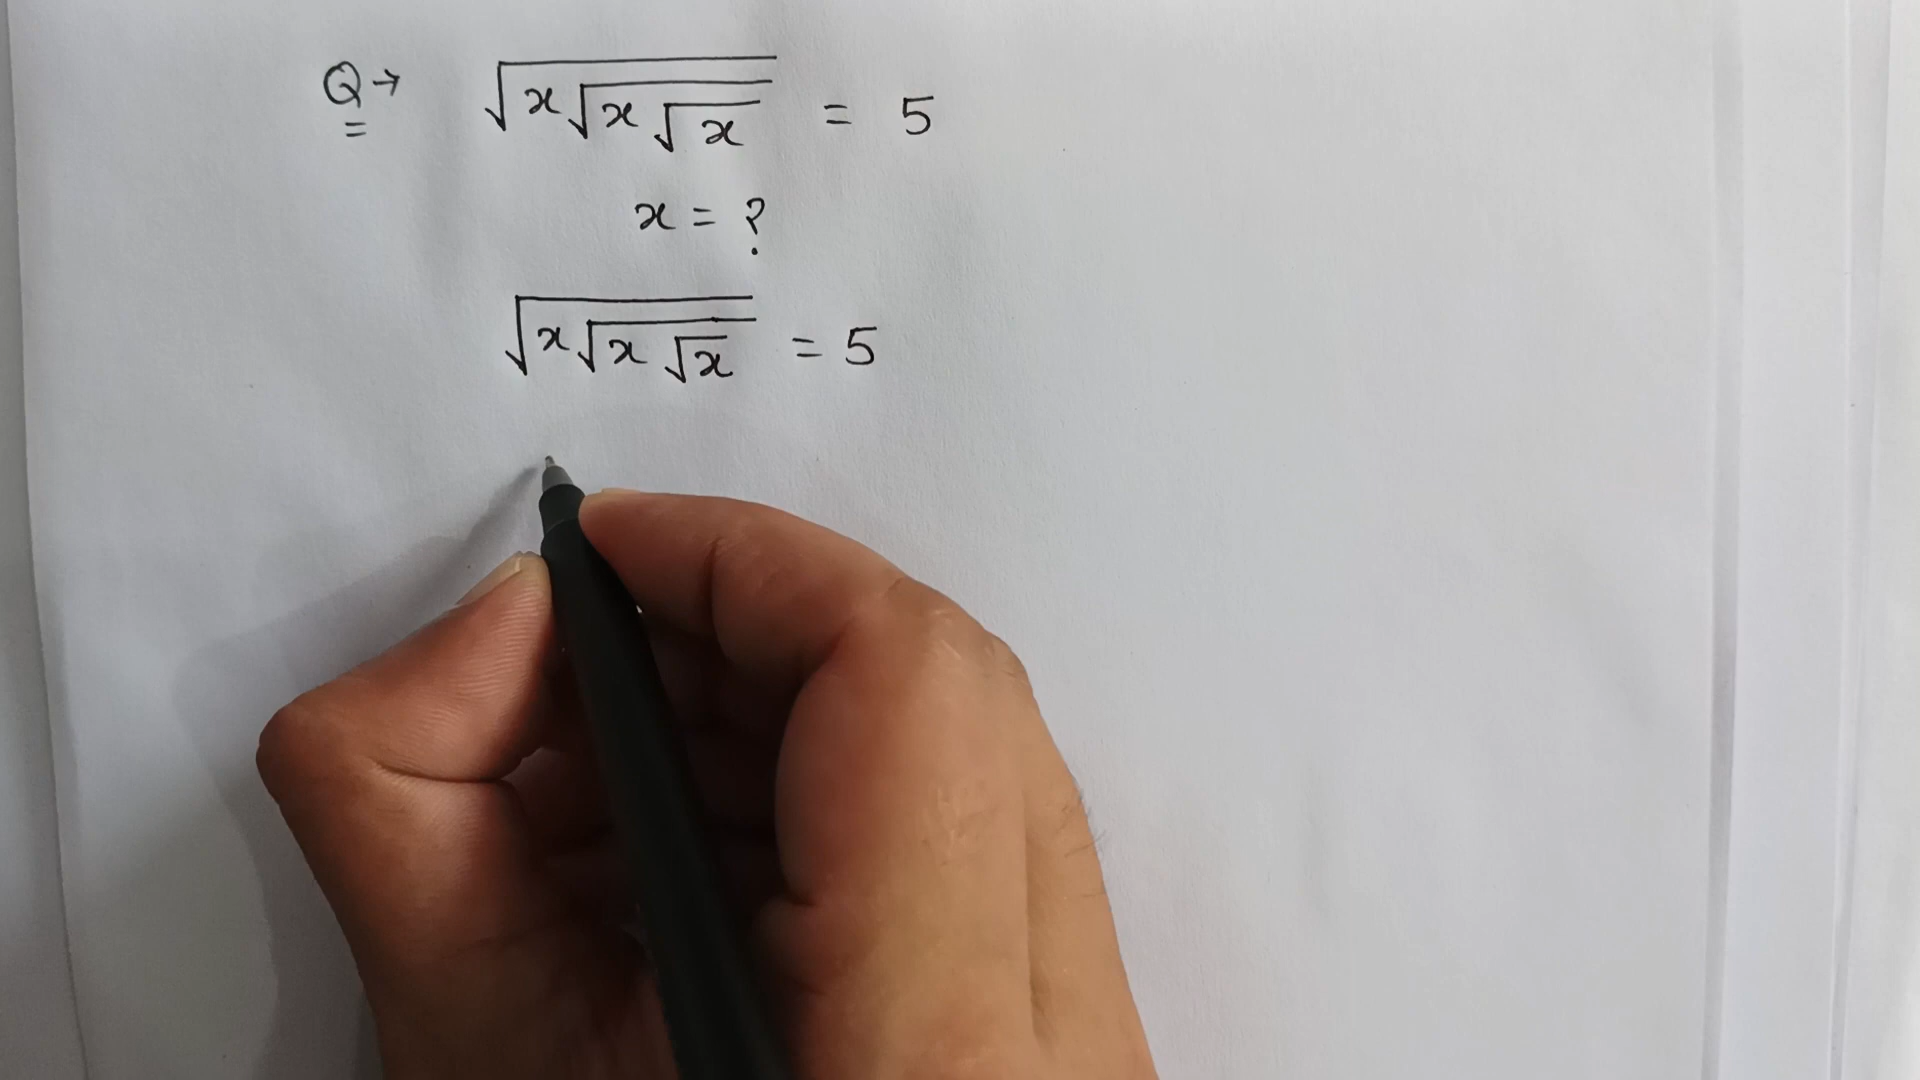 Q→ √(x√(x√x)) = 5
x = ?
√(x√(x√x)) = 5